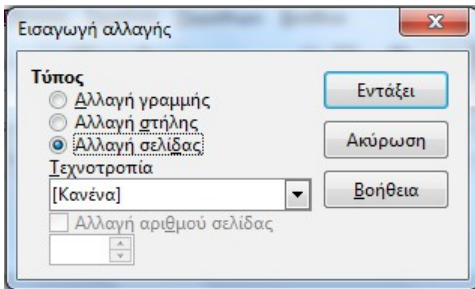 Εισαγωγή αλλαγής
Τύπος
Αλλαγή γραμμής
Αλλαγή στήλης
Αλλαγή σελίδας
Τεχνοτροπία
[Κανένα]
Αλλαγή αριθμού σελίδας
Εντάξει
Ακύρωση
Βοήθεια